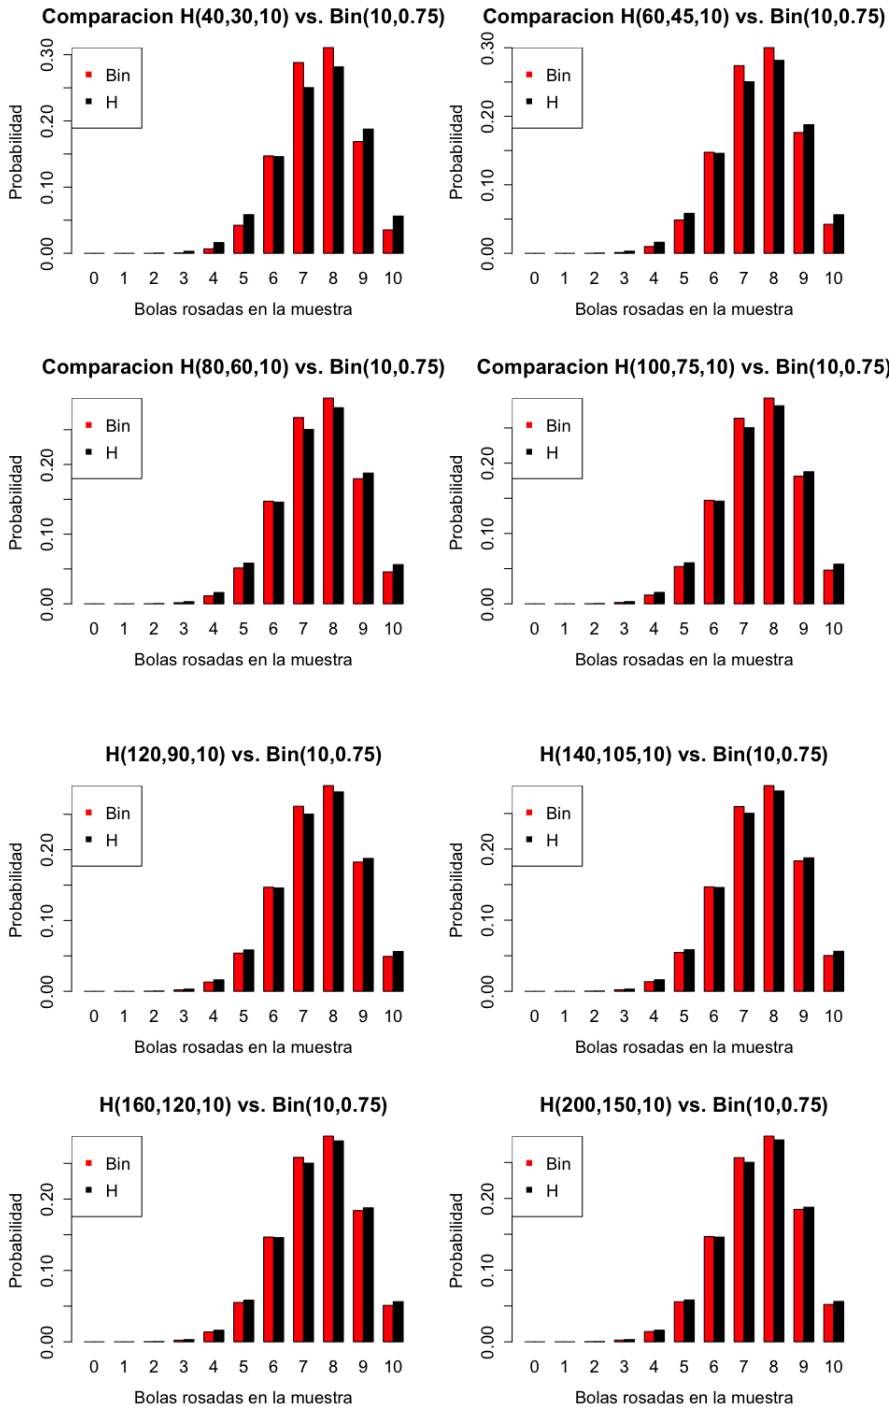 Comparacion H(40,30,10) vs. Bin(10,0.75)
Probabilidad
0.00 0.10 0.20 0.30
Bin
H
0 1 2 3 4 5 6 7 8 9 10
Bolas rosadas en la muestra
Comparacion H(60,45,10) vs. Bin(10,0.75)
Probabilidad
0.00 0.10 0.20 0.30
Bin
H
0 1 2 3 4 5 6 7 8 9 10
Bolas rosadas en la muestra
Comparacion H(80,60,10) vs. Bin(10,0.75)
Probabilidad
0.00 0.10 0.20
Bin
H
0 1 2 3 4 5 6 7 8 9 10
Bolas rosadas en la muestra
Comparacion H(100,75,10) vs. Bin(10,0.75)
Probabilidad
0.00 0.10 0.20
Bin
H
0 1 2 3 4 5 6 7 8 9 10
Bolas rosadas en la muestra
H(120,90,10) vs. Bin(10,0.75)
Probabilidad
0.00 0.10 0.20
Bin
H
0 1 2 3 4 5 6 7 8 9 10
Bolas rosadas en la muestra
H(140,105,10) vs. Bin(10,0.75)
Probabilidad
0.00 0.10 0.20
Bin
H
0 1 2 3 4 5 6 7 8 9 10
Bolas rosadas en la muestra
H(160,120,10) vs. Bin(10,0.75)
Probabilidad
0.00 0.10 0.20
Bin
H
0 1 2 3 4 5 6 7 8 9 10
Bolas rosadas en la muestra
H(200,150,10) vs. Bin(10,0.75)
Probabilidad
0.00 0.10 0.20
Bin
H
0 1 2 3 4 5 6 7 8 9 10
Bolas rosadas en la muestra